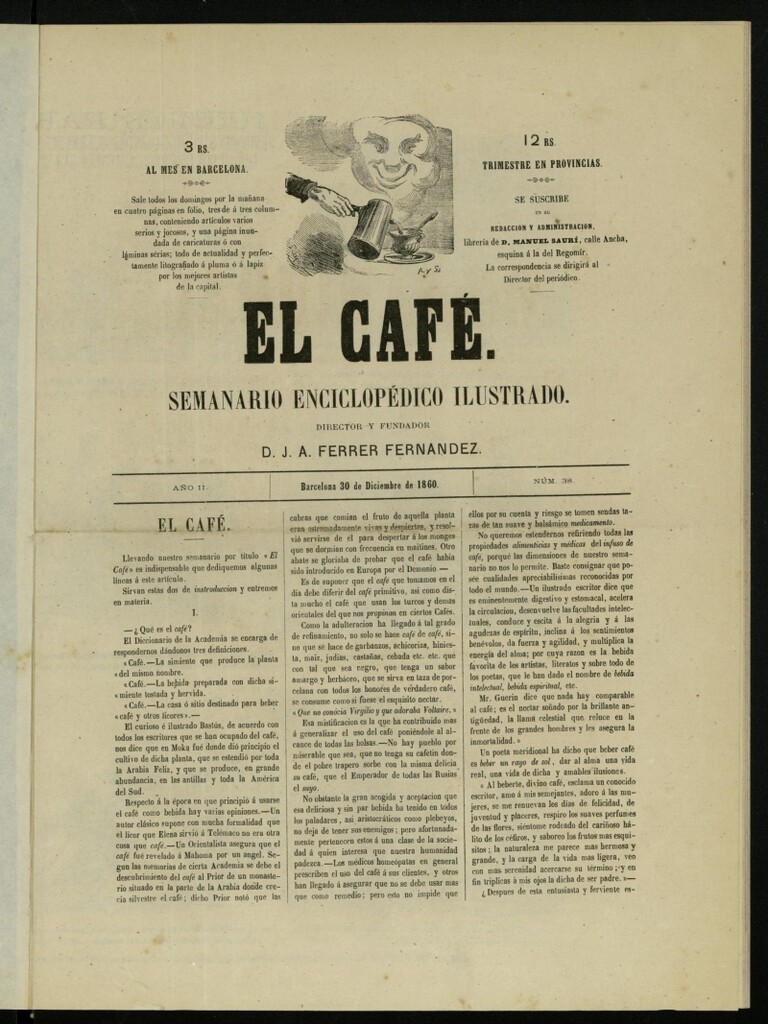 3 RS.
AL MES EN BARCELONA.
Sale todos los domingos por la mañana
en cuatro páginas en folio, tres de á tres colum-
nas, conteniendo artículos varios
serios y jocosos, y una página inun-
dada de caricaturas ó con
láminas sérias; todo de actualidad y perfec-
tamente litografiado á pluma ó á lapiz
por los mejores artistas
de la capital.
12 RS.
TRIMESTRE EN PROVINCIAS.
SE SUSCRIBE
EN SU
REDACCION Y ADMINISTRACION,
librería de D. MANUEL SAURÍ, calle Ancha,
esquina á la del Regomir.
La correspondencia se dirigirá al
Director del periódico.
EL CAFÉ.
SEMANARIO ENCICLOPÉDICO ILUSTRADO.
DIRECTOR Y FUNDADOR
D. J. A. FERRER FERNANDEZ.
AÑO II.
Barcelona 30 de Diciembre de 1860.
NÚM. 38.
EL CAFÉ.
Llevando nuestro semanario por título «El
Café» es indispensable que dediquemos algunas
líneas á este artículo.
Sirvan estas dos de instroduccion y entremos
en materia.
I.
—¿Qué es el café?
El Diccionario de la Academia se encarga de
respondernos dándonos tres definiciones.
«Café.—La simiente que produce la planta
» del mismo nombre.
«Café.—La bebida preparada con dicha si-
» miente tostada y hervida.
«Café.—La casa ó sitio destinado para beber
» café y otros licores».—
El curioso é ilustrado Bastús, de acuerdo con
todos los escritores que se han ocupado del café,
nos dice que en Moka fué donde dió principio el
cultivo de dicha planta, que se estendió por toda
la Arabia Feliz, y que se produce, en grande
abundancia, en las antillas y toda la América
del Sud.
Respecto á la época en que principió á usarse
el café como bebida hay varias opiniones.—Un
autor clásico supone con mucha formalidad que
el licor que Elena sirvió á Telémaco no era otra
cosa que café.—Un Orientalista asegura que el
café fué revelado á Mahoma por un angel. Segun
las memorias de cierta Academia se debe el
descubrimiento del café al Prior de un monaste-
rio situado en la parte de la Arabia donde cre-
cia silvestre el café; dicho Prior notó que las
cabras que comian el fruto de aquella planta
eran estremadamente vivas y despiertas, y resol-
vió servirse de el para despertar á los monges
que se dormian con frecuencia en maitines. Otro
abate se gloriaba de probar que el café habia
sido introducido en Europa por el Demonio —
Es de suponer que el café que tomamos en el
dia debe diferir del café primitivo, asi como dis-
ta mucho el café que usan los turcos y demas
orientales del que nos propinan en ciertos Cafés.
Como la adulteracion ha llegado á tal grado
de refinamiento, no solo se hace café de café, si-
no que se hace de garbanzos, achicorias, hinies-
ta, maiz, judias, castañas, cebada etc. etc. que
con tal que sea negro, que tenga un sabor
amargo y herbáceo, que se sirva en taza de por-
celana con todos los honores de verdadero café,
se consume como si fuese el esquisito nectar.
«Que no conocia Virgilio y que adoraba Voltaire.»
Esa mistificacion es la que ha contribuido mas
á generalizar el uso del café poniéndole al al-
cance de todas las bolsas.—No hay pueblo por
miserable que sea, que no tenga su cafetin don-
de el pobre trapero sorbe con la misma delicia
su café, que el Emperador de todas las Rusias
el suyo.
No obstante la gran acogida y aceptacion que
esa deliciosa y sin par bebida ha tenido en todos
los paladares, asi aristocráticos como plebeyos,
no deja de tener sus enemigos; pero afortunada-
mente pertenecen estos á una clase de la socie-
dad á quien interesa que nuestra humanidad
padezca.—Los médicos homeópatas en general
prescriben el uso del café á sus clientes, y otros
han llegado á asegurar que no se debe usar mas
que como remedio; pero esto no impide que
ellos por su cuenta y riesgo se tomen sendas ta-
zas de tan suave y balsámico medicamento.
No queremos estendernos refiriendo todas las
propiedades alimenticias y médicas del infuso de
café, porque las dimensiones de nuestro sema-
nario no nos lo permite. Baste consignar que po-
sée cualidades apreciabilisimas reconocidas por
todo el mundo.—Un ilustrado escritor dice que
es eminentemente digestivo y estomacal, acelera
la circulacion, desenvuelve las facultades intelec-
tuales, conduce y escita á la alegría y á las
agudezas de espíritu, inclina á los sentimientos
benévolos, da fuerza y agilidad, y multiplica la
energia del alma; por cuya razon es la bebida
favorita de los artistas, literatos y sobre todo de
los poetas, que le han dado el nombre de bebida
intelectual, bebida espiritual, etc.
Mr. Guerin dice que nada hay comparable
al café; es el nectar soñado por la brillante an-
tigüedad, la llama celestial que reluce en la
frente de los grandes hombres y les asegura la
inmortalidad.»
Un poeta meridional ha dicho que beber café
es beber un rayo de sol, dar al alma una vida
real, una vida de dicha y amables ilusiones.
«Al beberte, divino café, esclama un conocido
escritor, amo á mis semejantes, adoro á las mu-
jeres, se me renuevan los dias de felicidad, de
juventud y placeres, respiro los suaves perfumes
de las flores, siéntome rodeado del cariñoso há-
lito de los céfiros, y saboreo los frutos mas esqui-
sitos; la naturaleza me parece mas hermosa y
grande, y la carga de la vida mas ligera, veo
con mas serenidad acercarse su término; y en
fin triplicas à mis ojos la dicha de ser padre.»—
¿Despues de esta entusiasta y ferviente es-